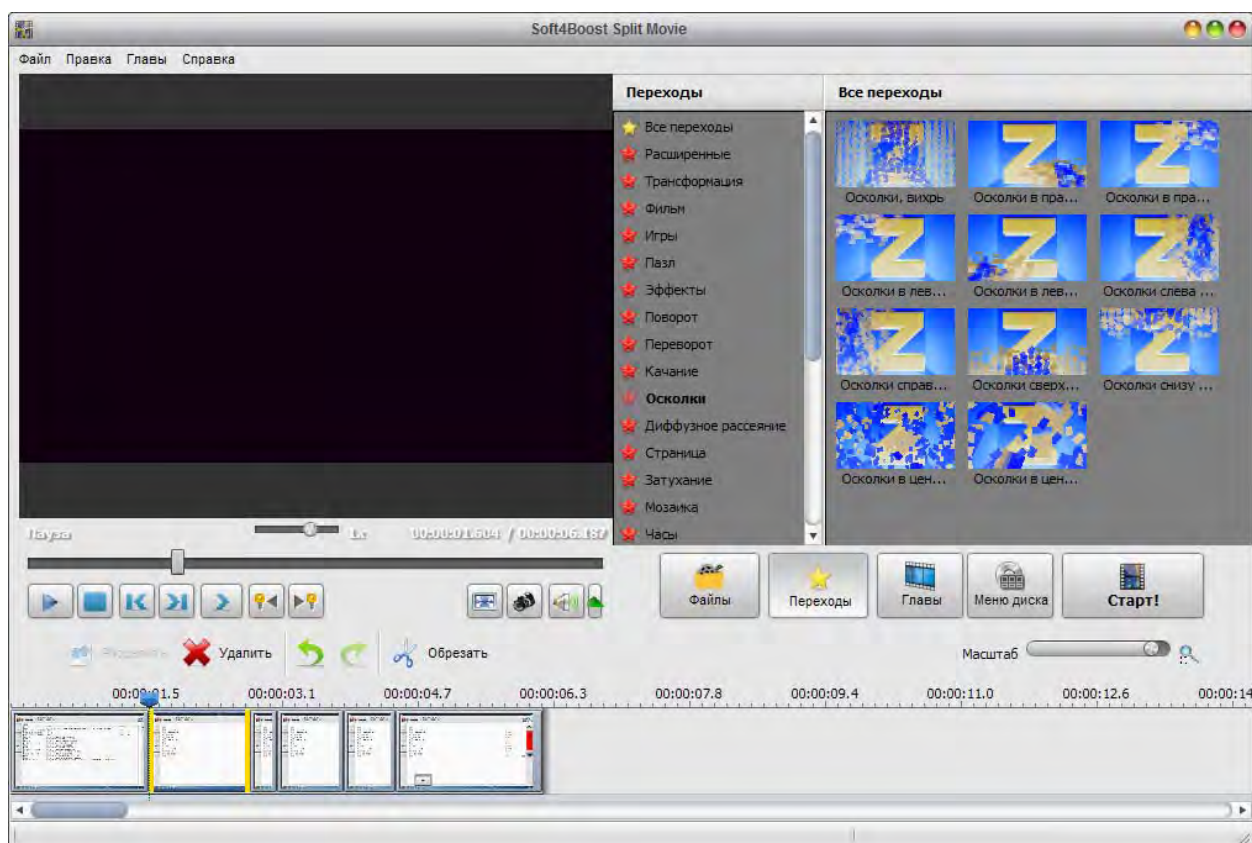 Soft4Boost Split Movie
Файл Правка Главы Справка
Переходы
Все переходы
Расширенные
Трансформация
Фильм
Игры
Пазл
Эффекты
Поворот
Переворот
Качание
Осколки
Диффузное рассеяние
Страница
Затухание
Мозаика
Часы
Все переходы
Осколки, вихрь Осколки в пра... Осколки в пра...
Осколки в лев... Осколки в лев... Осколки слева ...
Осколки справ... Осколки сверх... Осколки снизу ...
Осколки в цен... Осколки в цен...
Пауза 1x 00:00:01.604 / 00:00:06.187
Файлы Переходы Главы Меню диска Старт!
Разделить Удалить Обрезать Масштаб
00:00:01.5 00:00:03.1 00:00:04.7 00:00:06.3 00:00:07.8 00:00:09.4 00:00:11.0 00:00:12.6 00:00:14